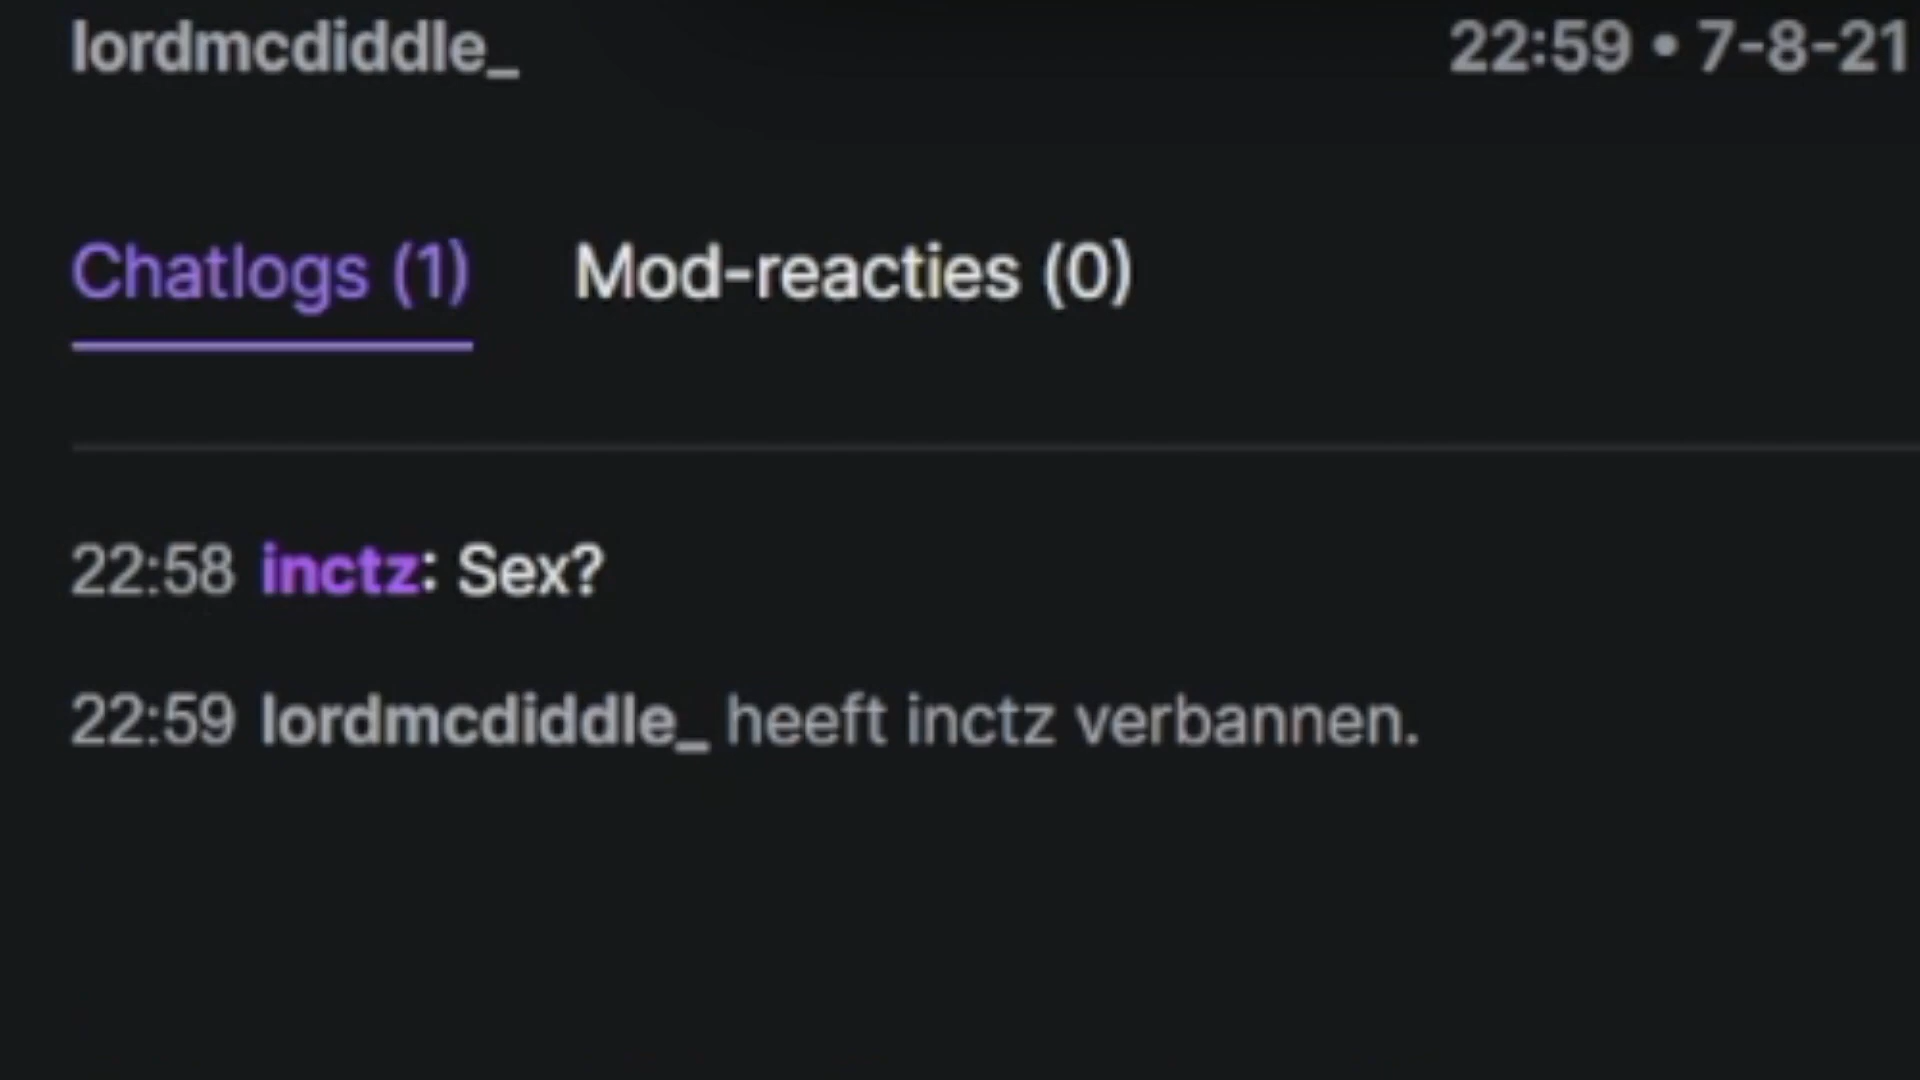 lordmcdiddle_ 22:59 • 7-8-21
Chatlogs (1) Mod-reacties (0)
22:58 inctz: Sex?
22:59 lordmcdiddle_ heeft inctz verbannen.